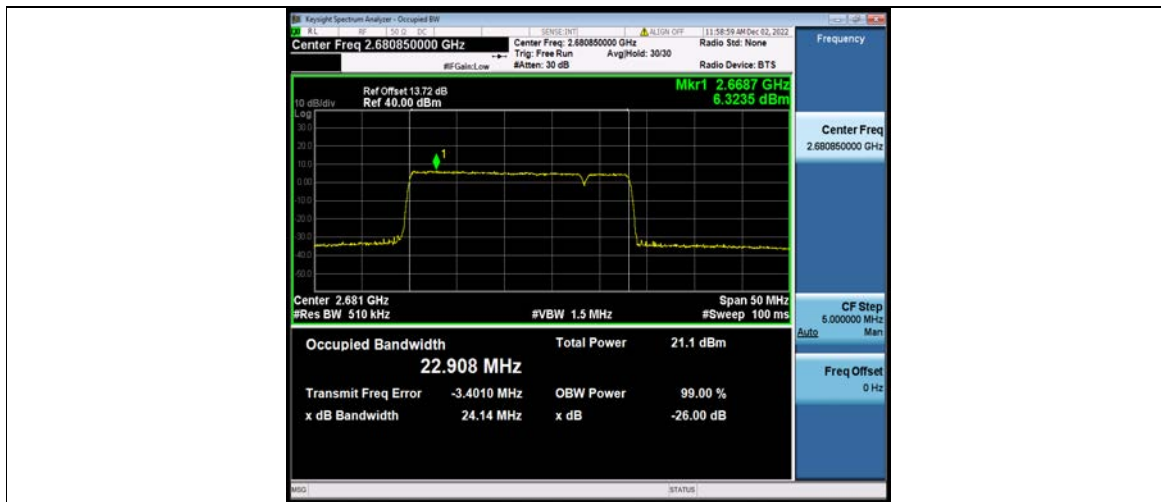 Keysight Spectrum Analyzer - Occupied BW
RL RF 50 Ω DC SENSE:INT ALIGN OFF 11:58:59 AM Dec 02, 2022
Center Freq 2.680850000 GHz
Center Freq: 2.680850000 GHz
Radio Std: None
Trig: Free Run Avg|Hold: 30/30
#IFGain:Low #Atten: 30 dB Radio Device: BTS
Mkr1 2.6687 GHz
6.3235 dBm
Ref Offset 13.72 dB
10 dB/div Ref 40.00 dBm
Log
30.0
20.0
10.0
0.00
-10.0
-20.0
-30.0
-40.0
-50.0
1
Center 2.681 GHz Span 50 MHz
#Res BW 510 kHz #VBW 1.5 MHz #Sweep 100 ms
Occupied Bandwidth Total Power 21.1 dBm
22.908 MHz
Transmit Freq Error -3.4010 MHz OBW Power 99.00 %
x dB Bandwidth 24.14 MHz x dB -26.00 dB
MSG STATUS
Frequency
Center Freq
2.680850000 GHz
CF Step
5.000000 MHz
Auto Man
Freq Offset
0 Hz